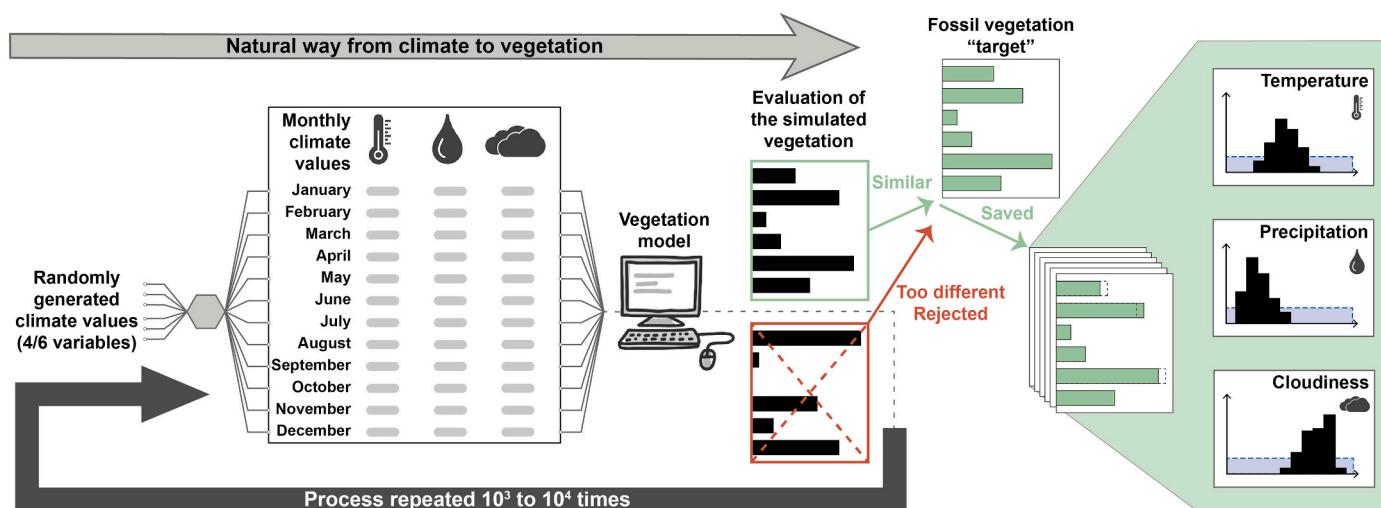 Natural way from climate to vegetation
Fossil vegetation
“target”
Monthly
climate
values
January
February
March
April
May
June
July
August
September
October
November
December
Randomly
generated
climate values
(4/6 variables)
Vegetation
model
Evaluation of
the simulated
vegetation
Similar
Saved
Too different
Rejected
Temperature
Precipitation
Cloudiness
Process repeated 10³ to 10⁴ times